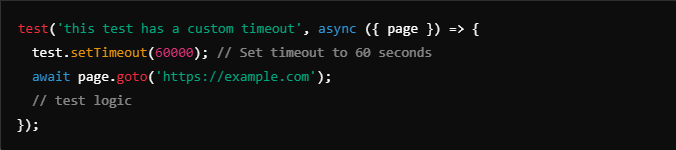 test('this test has a custom timeout', async ({ page }) => {
  test.setTimeout(60000); // Set timeout to 60 seconds
  await page.goto('https://example.com');
  // test logic
});